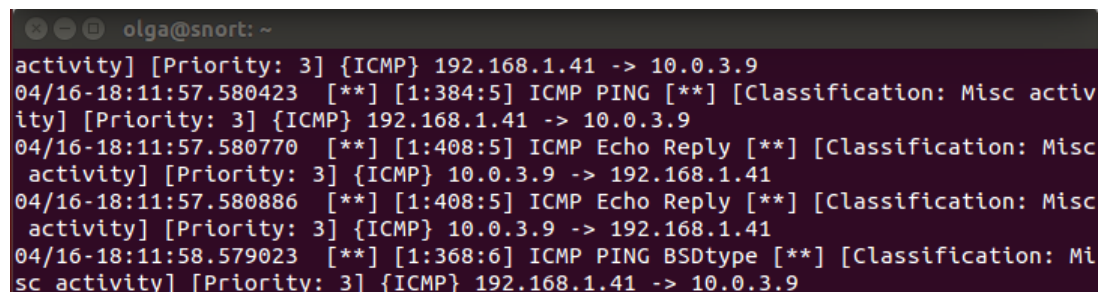 olga@snort: ~
activity] [Priority: 3] {ICMP} 192.168.1.41 -> 10.0.3.9
04/16-18:11:57.580423  [**] [1:384:5] ICMP PING [**] [Classification: Misc activ
ity] [Priority: 3] {ICMP} 192.168.1.41 -> 10.0.3.9
04/16-18:11:57.580770  [**] [1:408:5] ICMP Echo Reply [**] [Classification: Misc
 activity] [Priority: 3] {ICMP} 10.0.3.9 -> 192.168.1.41
04/16-18:11:57.580886  [**] [1:408:5] ICMP Echo Reply [**] [Classification: Misc
 activity] [Priority: 3] {ICMP} 10.0.3.9 -> 192.168.1.41
04/16-18:11:58.579023  [**] [1:368:6] ICMP PING BSDtype [**] [Classification: Mi
sc activity] [Priority: 3] {ICMP} 192.168.1.41 -> 10.0.3.9